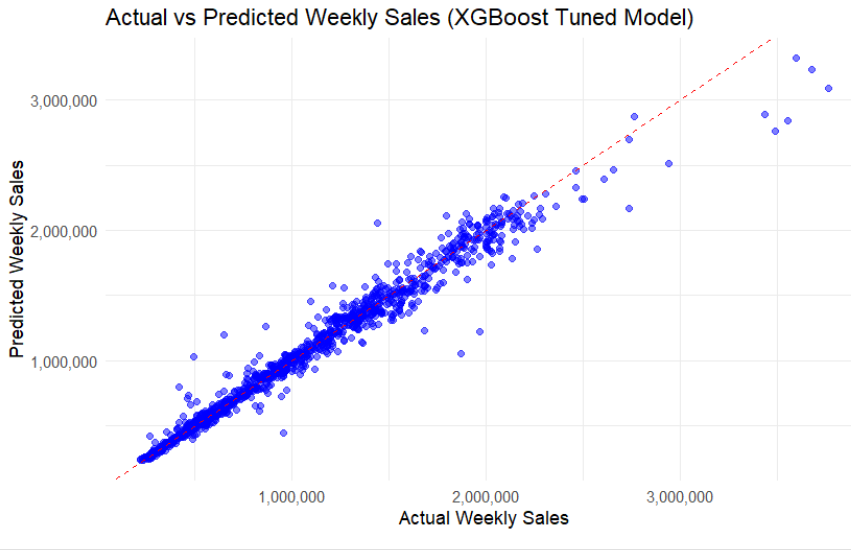 Actual vs Predicted Weekly Sales (XGBoost Tuned Model)
Predicted Weekly Sales
3,000,000
2,000,000
1,000,000
1,000,000 2,000,000 3,000,000
Actual Weekly Sales